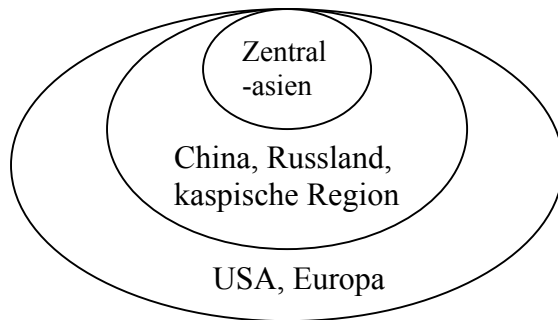 Zentral
-asien
China, Russland,
kaspische Region
USA, Europa